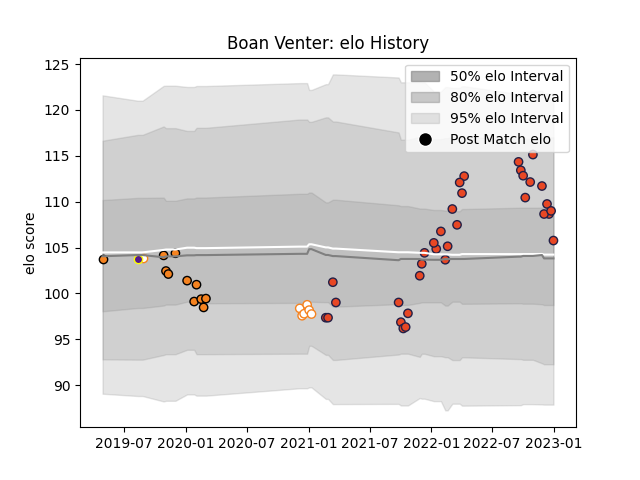 Boan Venter: elo History
125
120
115
110
105
100
95
90
elo score
50% elo Interval
80% elo Interval
95% elo Interval
Post Match elo
2019-07
2020-01
2020-07
2021-01
2021-07
2022-01
2022-07
2023-01